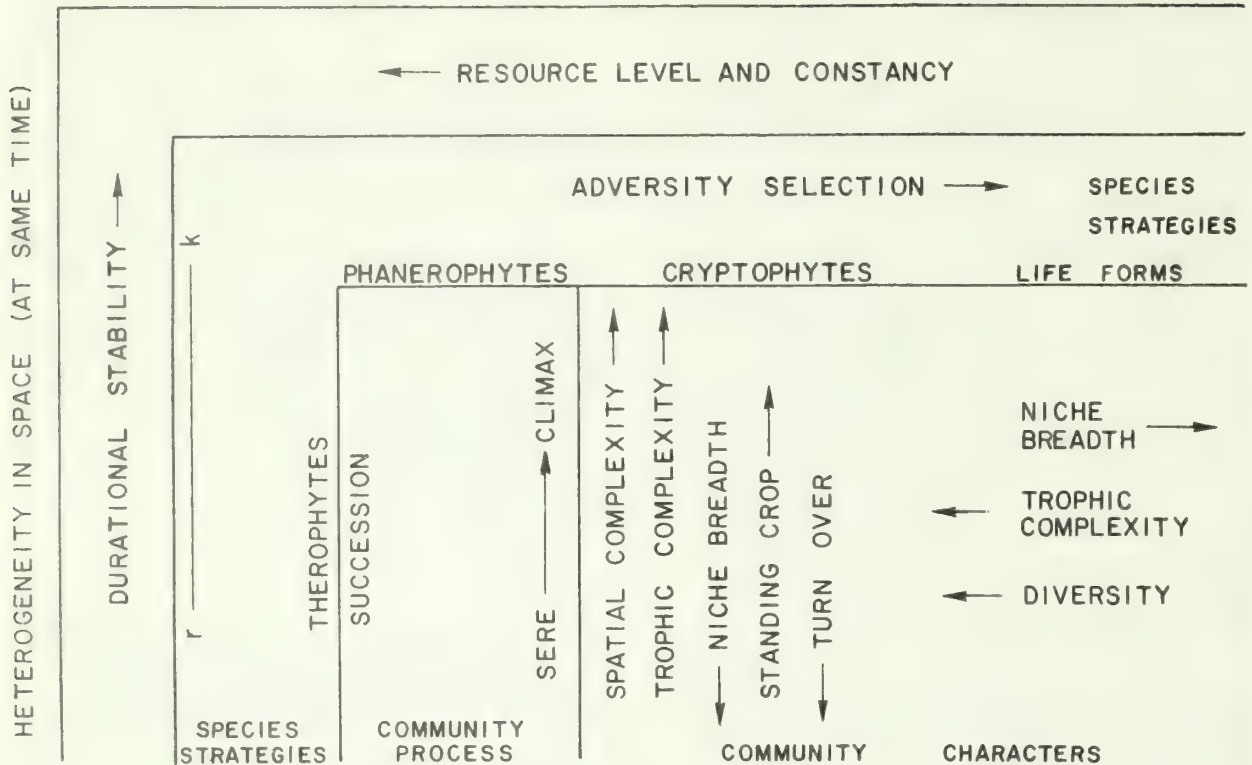 HETEROGENEITY IN SPACE (AT SAME TIME)
RESOURCE LEVEL AND CONSTANCY
DURATIONAL STABILITY
ADVERSITY SELECTION
SPECIES
STRATEGIES
k
r
PHANEROPHYTES
CRYPTOPHYTES
LIFE FORMS
THEROPHYTES
SUCCESSION
SERE
CLIMAX
SPATIAL COMPLEXITY
TROPHIC COMPLEXITY
NICHE BREADTH
STANDING CROP
TURN OVER
NICHE
BREADTH
TROPHIC
COMPLEXITY
DIVERSITY
SPECIES
STRATEGIES
COMMUNITY
PROCESS
COMMUNITY CHARACTERS